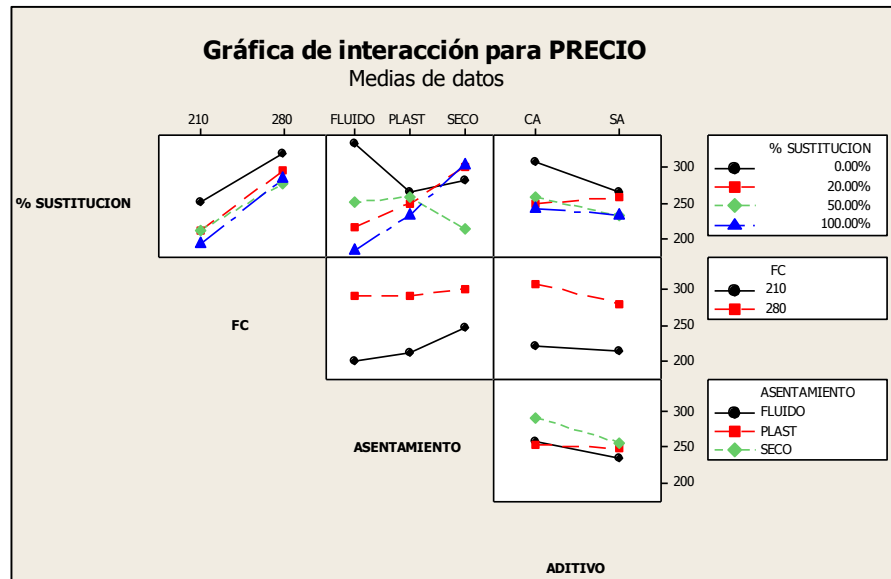 Gráfica de interacción para PRECIO
Medias de datos
210 280 FLUIDO PLAST SECO CA SA
% SUSTITUCION
300
250
200
% SUSTITUCION
0.00%
20.00%
50.00%
100.00%
FC
300
250
200
FC
210
280
ASENTAMIENTO
300
250
200
ASENTAMIENTO
FLUIDO
PLAST
SECO
ADITIVO